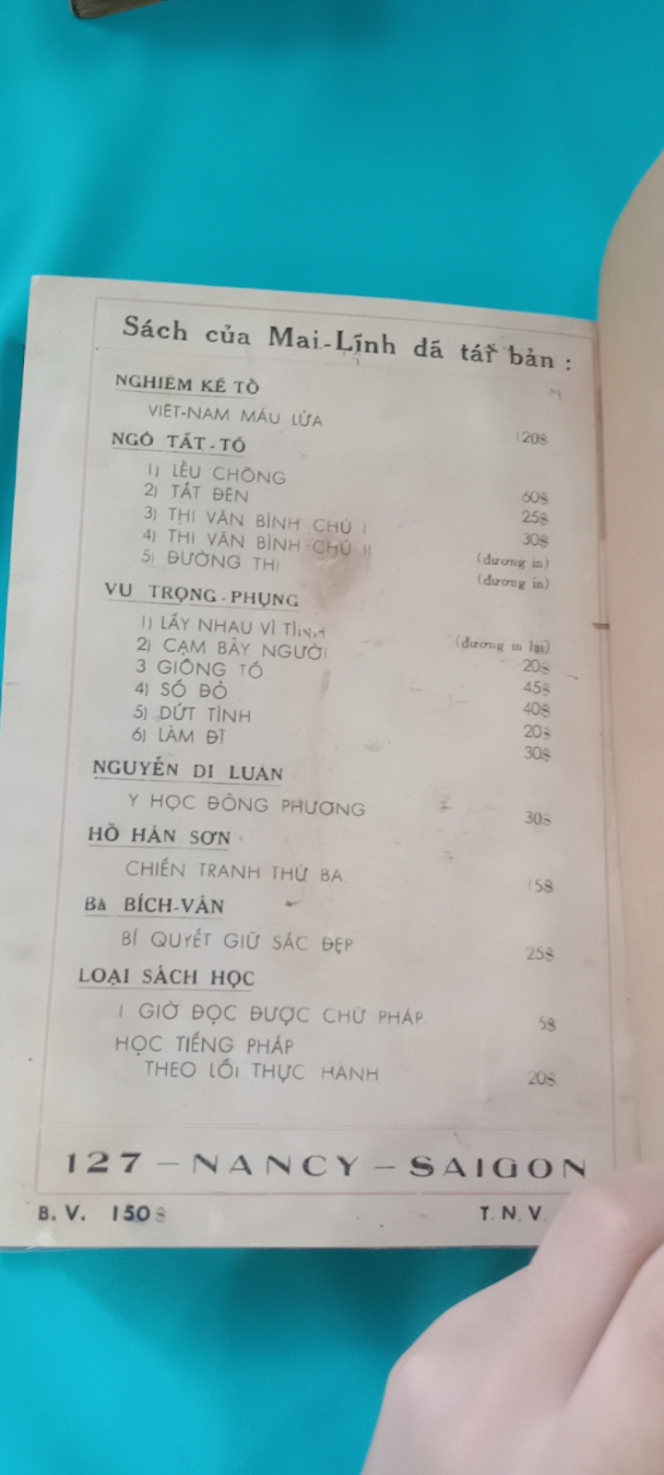 Sách của Mai-Lĩnh đã tái bản :
NGHIÊM KẾ TỔ
VIỆT-NAM MÁU LỬA 120$
NGÔ TẤT-TỐ
1) LỀU CHÕNG 60$
2) TẮT ĐÈN 25$
3) THI VĂN BÌNH CHÚ I 30$
4) THI VĂN BÌNH CHÚ II (dương in)
5) ĐƯỜNG THI (dương in)
VU TRỌNG-PHỤNG
1) LẤY NHAU VÌ TÌNH (dương in lại)
2) CẠM BẪY NGƯỜI 20$
3 GIÔNG TỐ 45$
4) SỐ ĐỎ 40$
5) DỨT TÌNH 20$
6) LÀM ĐĨ 30$
NGUYỄN DI LUAN
Y HỌC ĐÔNG PHƯƠNG 30$
HỒ HÁN SƠN
CHIẾN TRANH THỨ BA 15$
Bà BÍCH-VÂN
BÍ QUYẾT GIỮ SẮC ĐẸP 25$
LOẠI SÁCH HỌC
1 GIỜ ĐỌC ĐƯỢC CHỮ PHÁP 5$
HỌC TIẾNG PHÁP
THEO LỐI THỰC HÀNH 20$
127 – NANCY – SAIGON
B. V. 150$ T. N. V